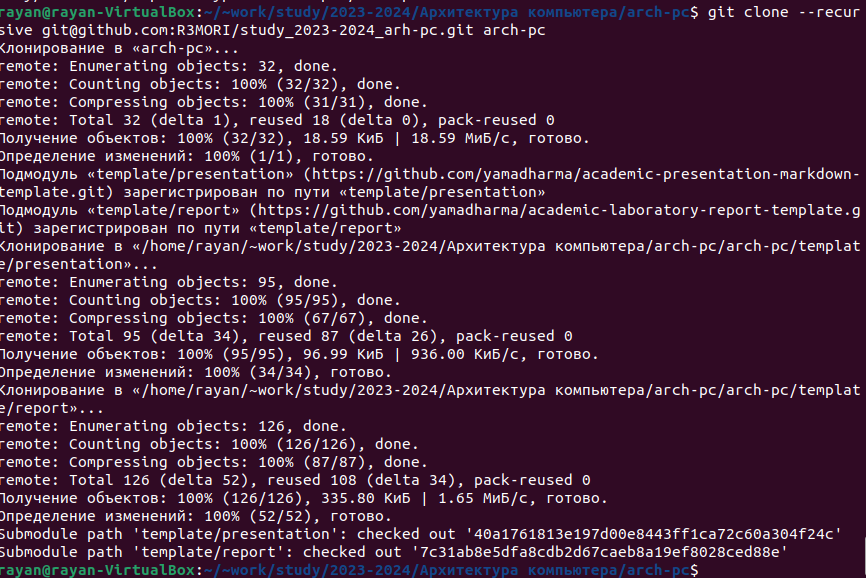 rayan@rayan-VirtualBox:~/~work/study/2023-2024/Архитектура компьютера/arch-pc$ git clone --recur
sive git@github.com:R3MORI/study_2023-2024_arh-pc.git arch-pc
Клонирование в «arch-pc»...
remote: Enumerating objects: 32, done.
remote: Counting objects: 100% (32/32), done.
remote: Compressing objects: 100% (31/31), done.
remote: Total 32 (delta 1), reused 18 (delta 0), pack-reused 0
Получение объектов: 100% (32/32), 18.59 КиБ | 18.59 МиБ/с, готово.
Определение изменений: 100% (1/1), готово.
Подмодуль «template/presentation» (https://github.com/yamadharma/academic-presentation-markdown-
template.git) зарегистрирован по пути «template/presentation»
Подмодуль «template/report» (https://github.com/yamadharma/academic-laboratory-report-template.g
it) зарегистрирован по пути «template/report»
Клонирование в «/home/rayan/~work/study/2023-2024/Архитектура компьютера/arch-pc/arch-pc/templat
e/presentation»...
remote: Enumerating objects: 95, done.
remote: Counting objects: 100% (95/95), done.
remote: Compressing objects: 100% (67/67), done.
remote: Total 95 (delta 34), reused 87 (delta 26), pack-reused 0
Получение объектов: 100% (95/95), 96.99 КиБ | 936.00 КиБ/с, готово.
Определение изменений: 100% (34/34), готово.
Клонирование в «/home/rayan/~work/study/2023-2024/Архитектура компьютера/arch-pc/arch-pc/templat
e/report»...
remote: Enumerating objects: 126, done.
remote: Counting objects: 100% (126/126), done.
remote: Compressing objects: 100% (87/87), done.
remote: Total 126 (delta 52), reused 108 (delta 34), pack-reused 0
Получение объектов: 100% (126/126), 335.80 КиБ | 1.65 МиБ/с, готово.
Определение изменений: 100% (52/52), готово.
Submodule path 'template/presentation': checked out '40a1761813e197d00e8443ff1ca72c60a304f24c'
Submodule path 'template/report': checked out '7c31ab8e5dfa8cdb2d67caeb8a19ef8028ced88e'
rayan@rayan-VirtualBox:~/~work/study/2023-2024/Архитектура компьютера/arch-pc$